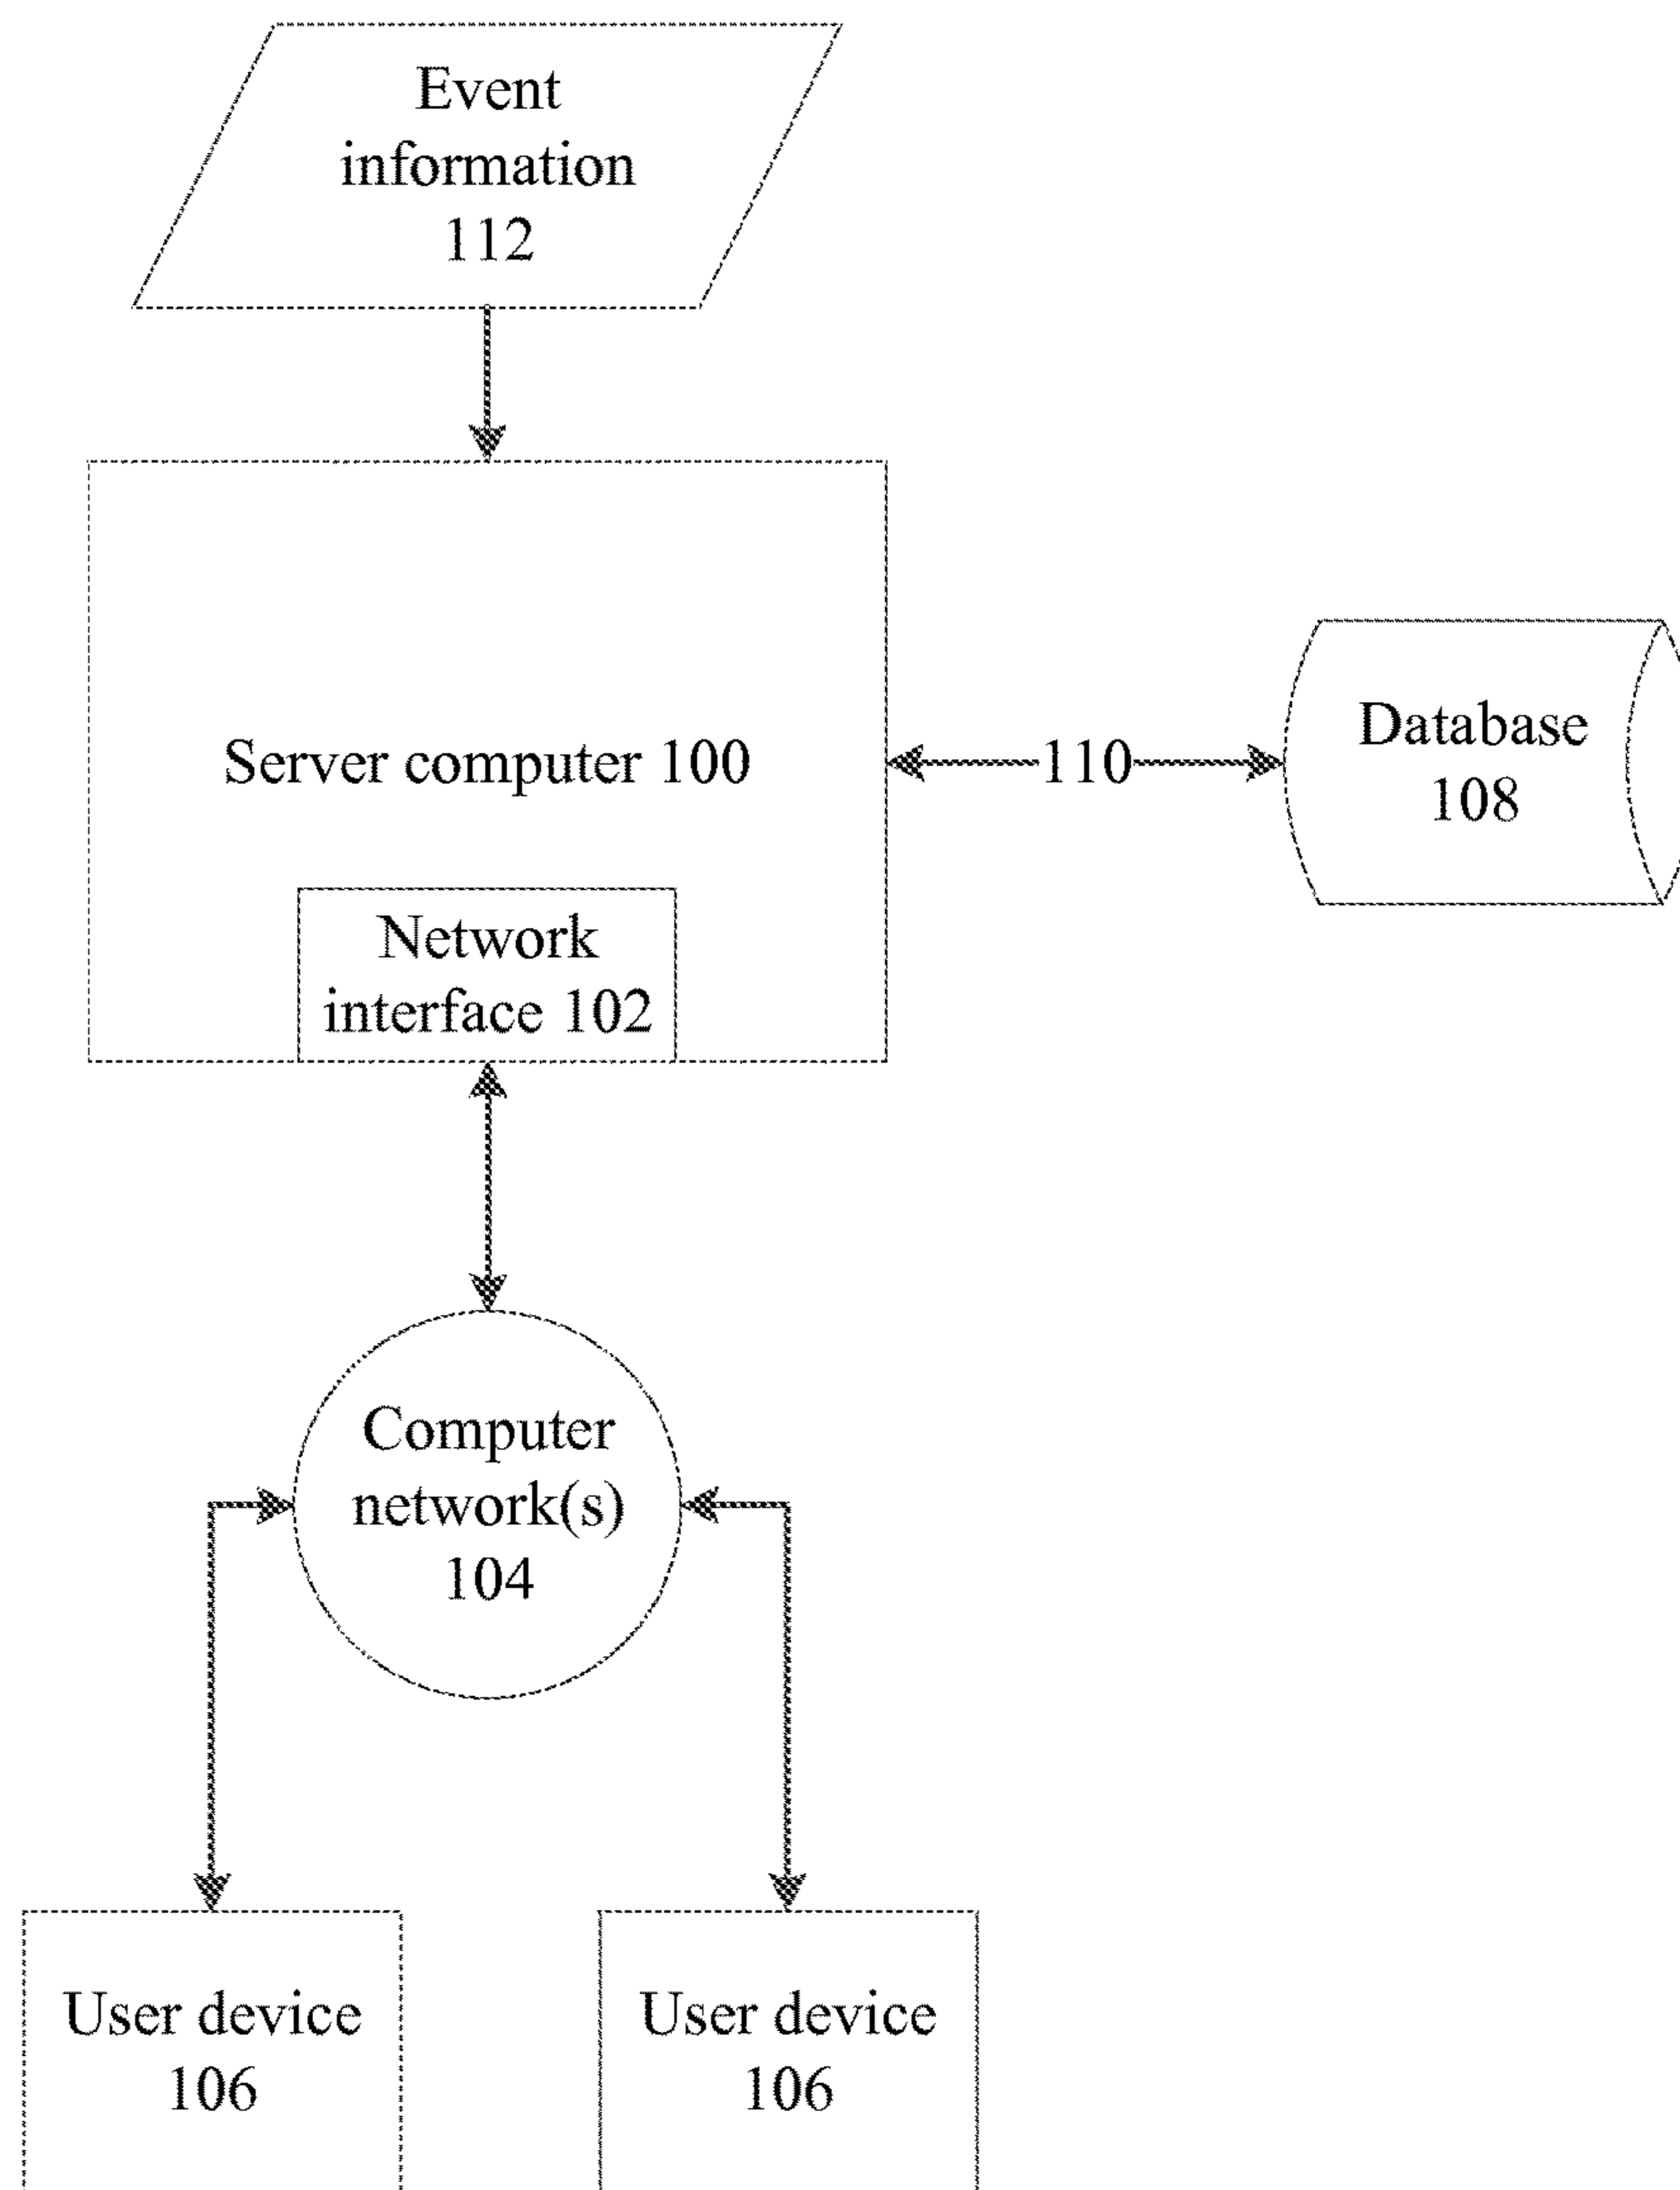 Event
information
112
Server computer 100
110
Database
108
Network
interface 102
Computer
network(s)
104
User device
106
User device
106